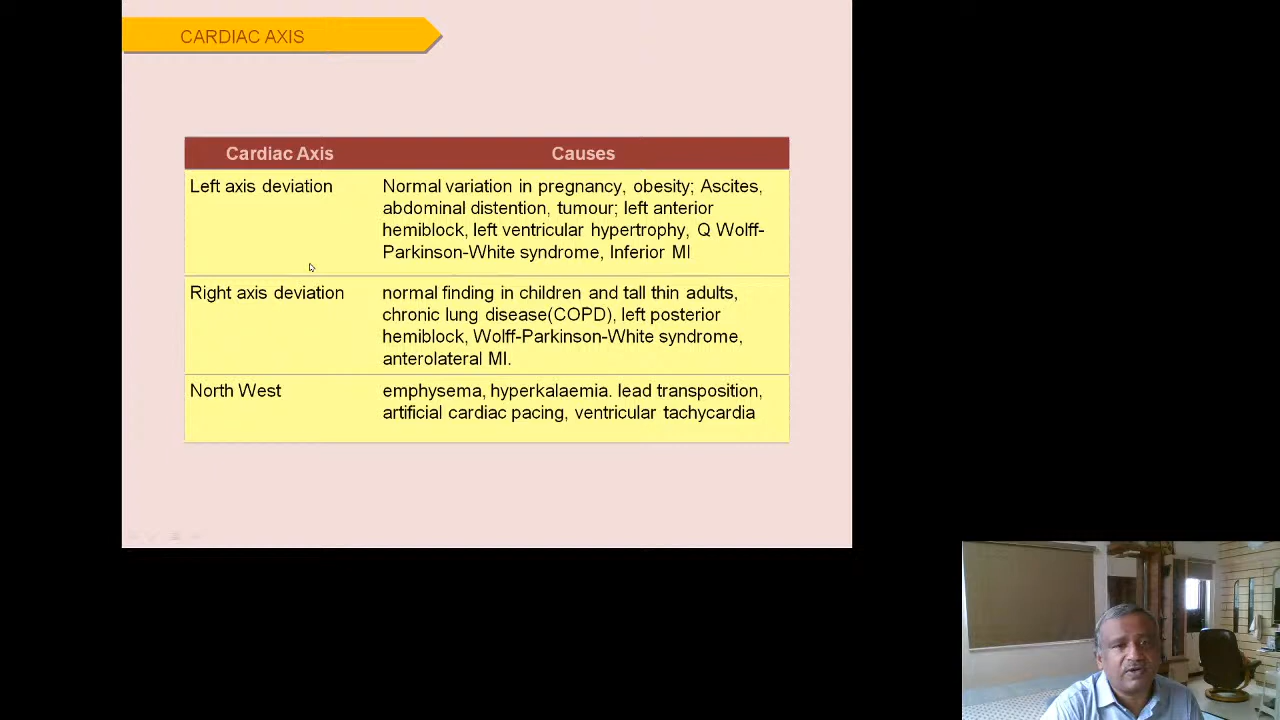 CARDIAC AXIS
Cardiac Axis Causes
Left axis deviation Normal variation in pregnancy, obesity; Ascites,
abdominal distention, tumour; left anterior
hemiblock, left ventricular hypertrophy, Q Wolff-
Parkinson-White syndrome, Inferior MI
Right axis deviation normal finding in children and tall thin adults,
chronic lung disease(COPD), left posterior
hemiblock, Wolff-Parkinson-White syndrome,
anterolateral MI.
North West emphysema, hyperkalaemia. lead transposition,
artificial cardiac pacing, ventricular tachycardia